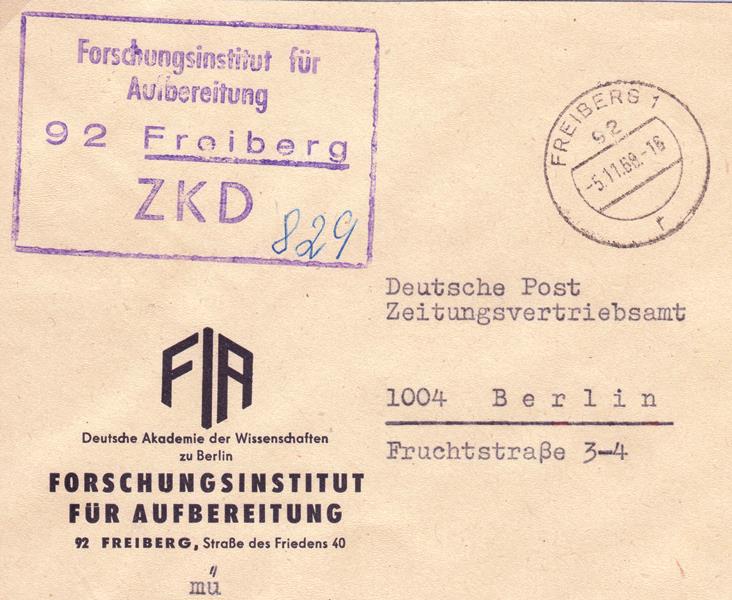 Forschungsinstitut für
Aufbereitung
92 Freiberg
ZKD
829
FREIBERG 1
92
-5.11.68.-16
r
Deutsche Post
Zeitungsvertriebsamt
1004 Berlin
Fruchtstraße 3-4
FIA
Deutsche Akademie der Wissenschaften
zu Berlin
FORSCHUNGSINSTITUT
FÜR AUFBEREITUNG
92 FREIBERG, Straße des Friedens 40
mü